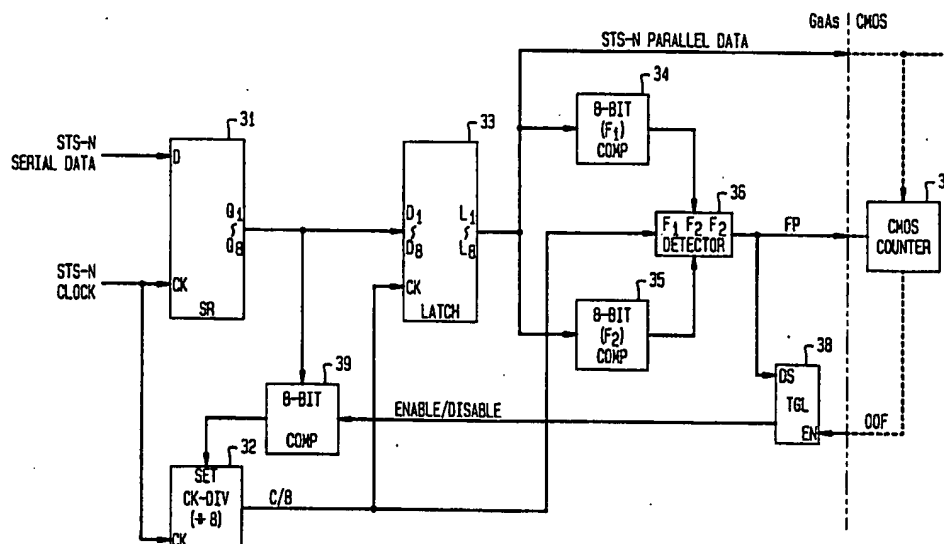 GaAs CMOS
STS-N PARALLEL DATA
34
8-BIT
(F1)
COMP
31
33
STS-N
SERIAL DATA
D
Q1
Q8
D1
D8
L1
L8
36
F1 F2 F2
DETECTOR
FP
CMOS
COUNTER
STS-N
CLOCK
CK
SR
CK
LATCH
35
8-BIT
(F2)
COMP
39
8-BIT
COMP
ENABLE/DISABLE
38
DS
TGL
EN
OOF
32
SET
CK-DIV
(÷8)
CK
C/8